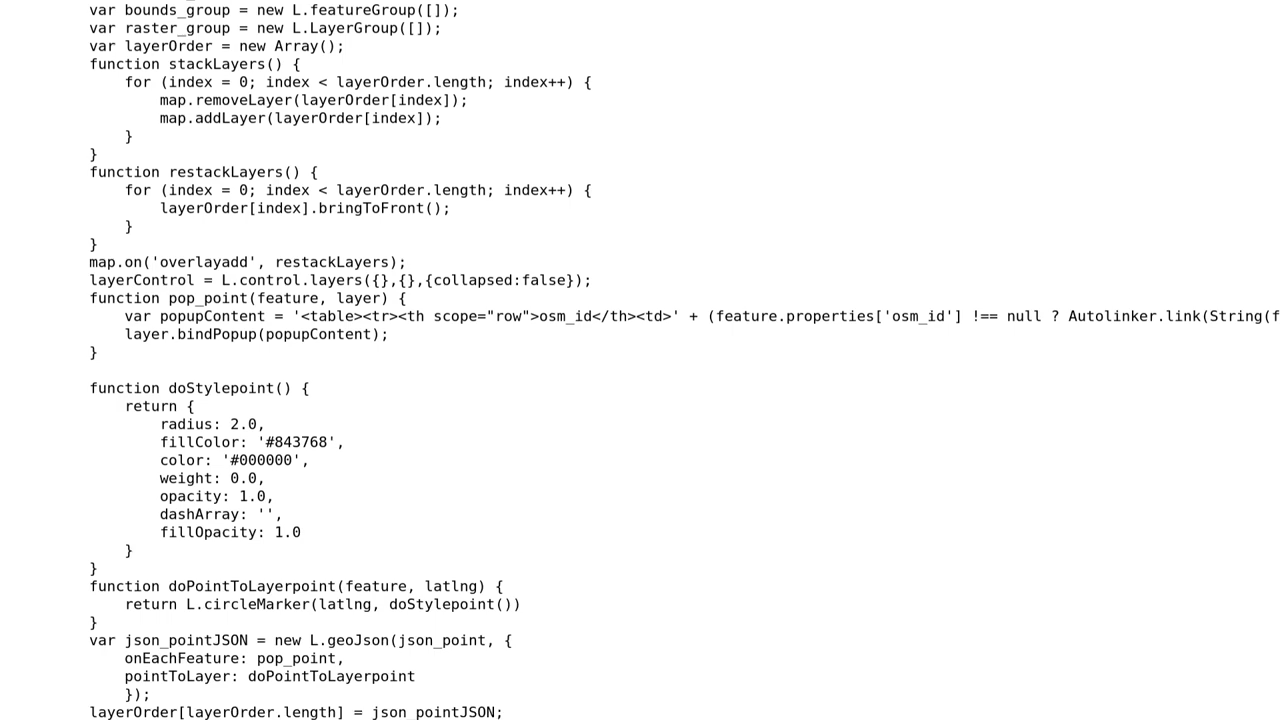 var bounds_group = new L.featureGroup([]);
var raster_group = new L.LayerGroup([]);
var layerOrder = new Array();
function stackLayers() {
    for (index = 0; index < layerOrder.length; index++) {
        map.removeLayer(layerOrder[index]);
        map.addLayer(layerOrder[index]);
    }
}
function restackLayers() {
    for (index = 0; index < layerOrder.length; index++) {
        layerOrder[index].bringToFront();
    }
}
map.on('overlayadd', restackLayers);
layerControl = L.control.layers({},{},{collapsed:false});
function pop_point(feature, layer) {
    var popupContent = '<table><tr><th scope="row">osm_id</th><td>' + (feature.properties['osm_id'] !== null ? Autolinker.link(String(f
    layer.bindPopup(popupContent);
}

function doStylepoint() {
    return {
        radius: 2.0,
        fillColor: '#843768',
        color: '#000000',
        weight: 0.0,
        opacity: 1.0,
        dashArray: '',
        fillOpacity: 1.0
    }
}
function doPointToLayerpoint(feature, latlng) {
    return L.circleMarker(latlng, doStylepoint())
}
var json_pointJSON = new L.geoJson(json_point, {
    onEachFeature: pop_point,
    pointToLayer: doPointToLayerpoint
    });
layerOrder[layerOrder.length] = json_pointJSON;